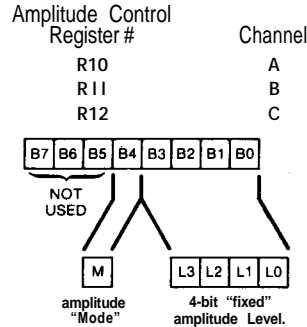 Amplitude Control
Register # Channel
R10 A
R11 B
R12 C
B7 B6 B5 B4 B3 B2 B1 B0
NOT
USED
M L3 L2 L1 L0
amplitude 4-bit “fixed”
“Mode” amplitude Level.